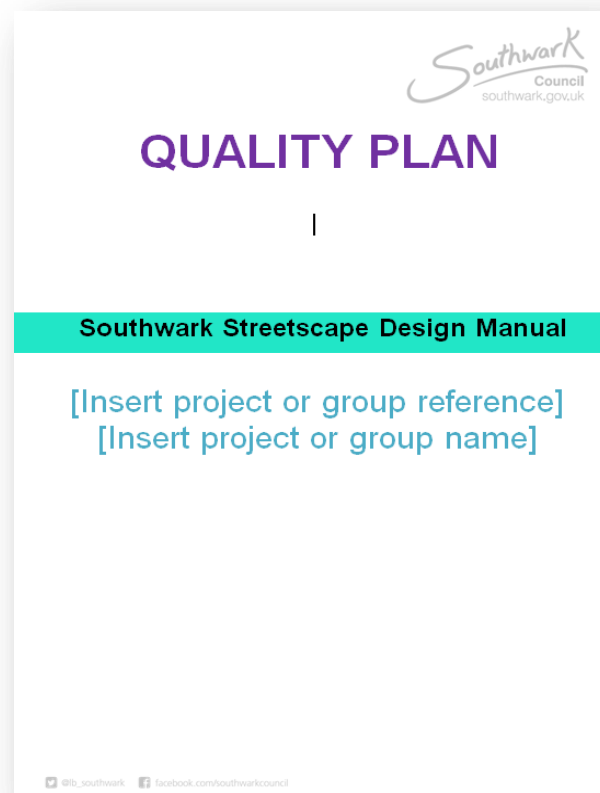 Southwark
Council
southwark.gov.uk
QUALITY PLAN
Southwark Streetscape Design Manual
[Insert project or group reference]
[Insert project or group name]
@lb_southwark facebook.com/southwarkcouncil